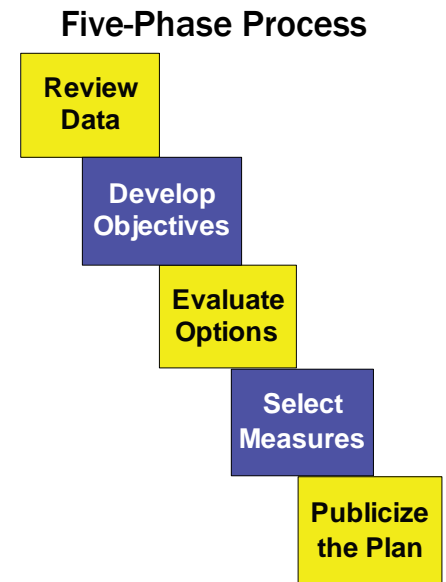 Five-Phase Process
Review
Data
Develop
Objectives
Evaluate
Options
Select
Measures
Publicize
the Plan